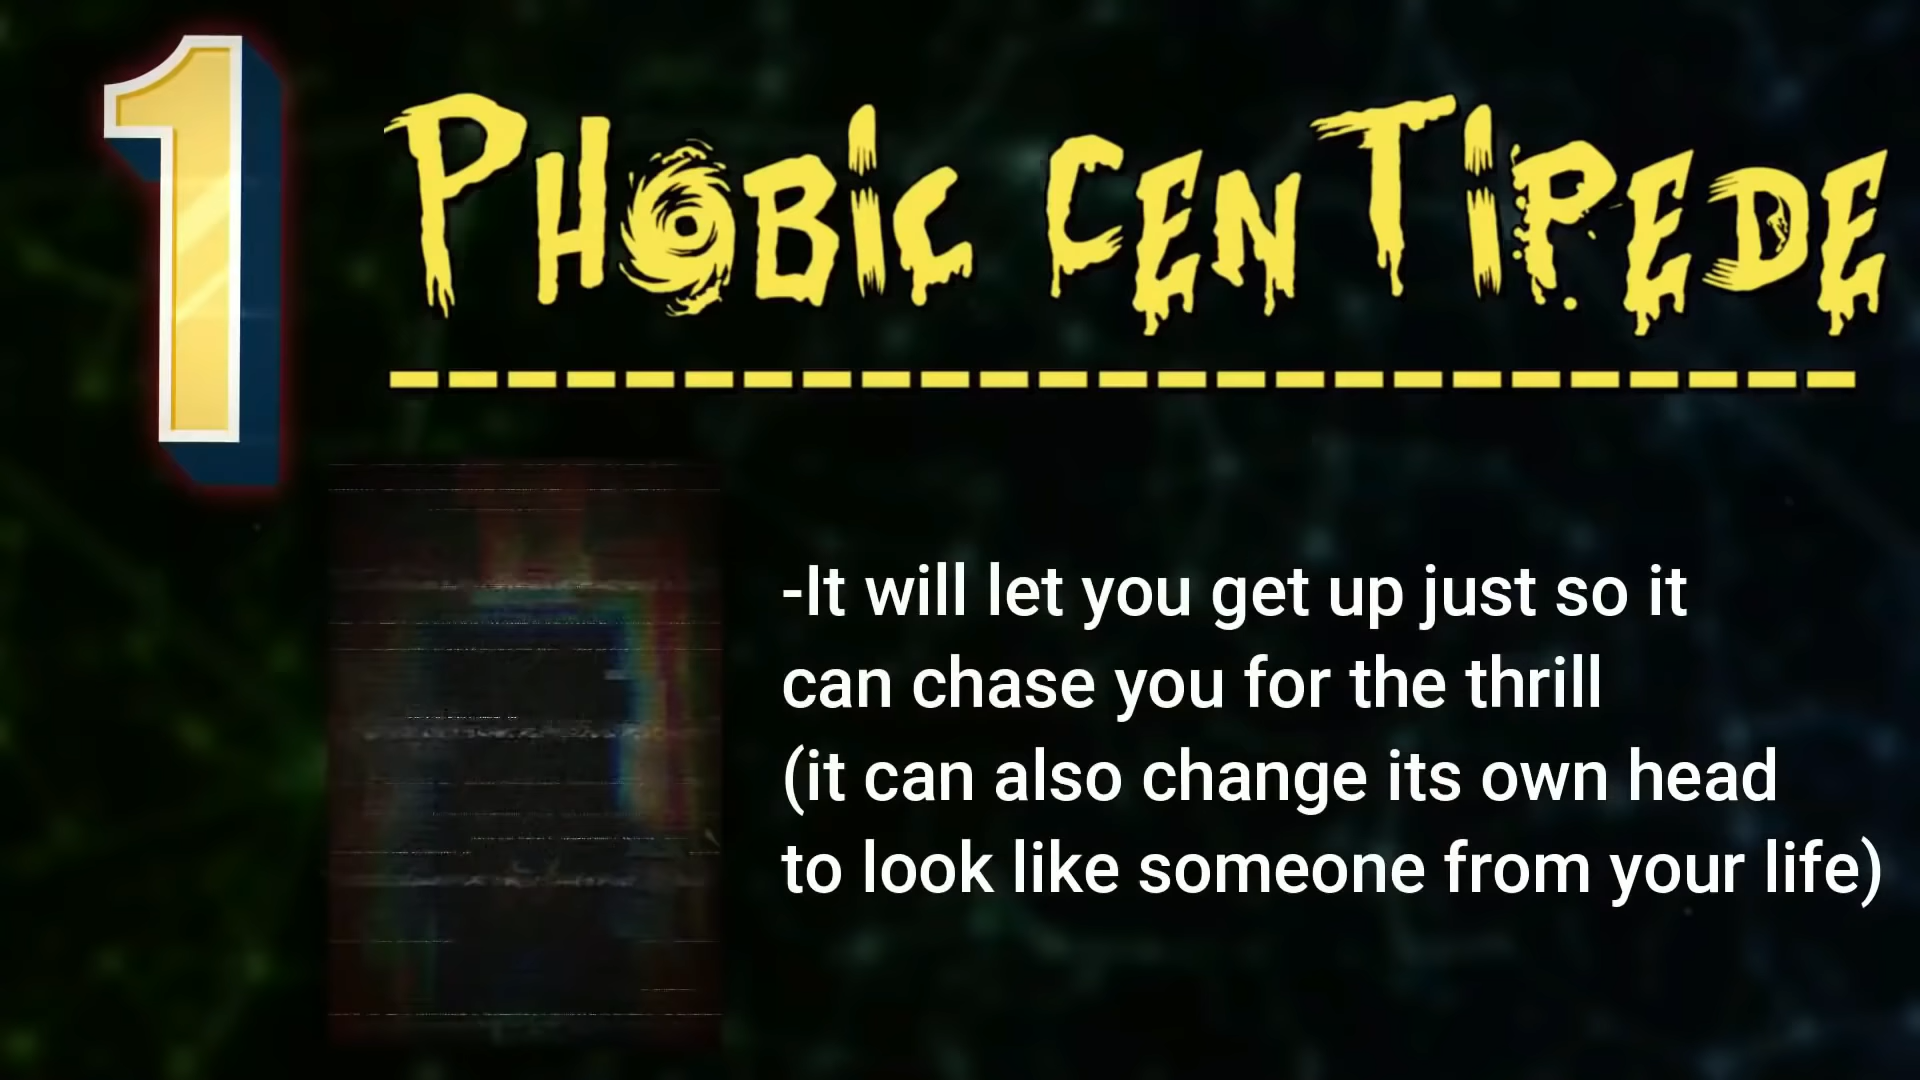 1
PHOBIC CENTIPEDE
-It will let you get up just so it
can chase you for the thrill
(it can also change its own head
to look like someone from your life)